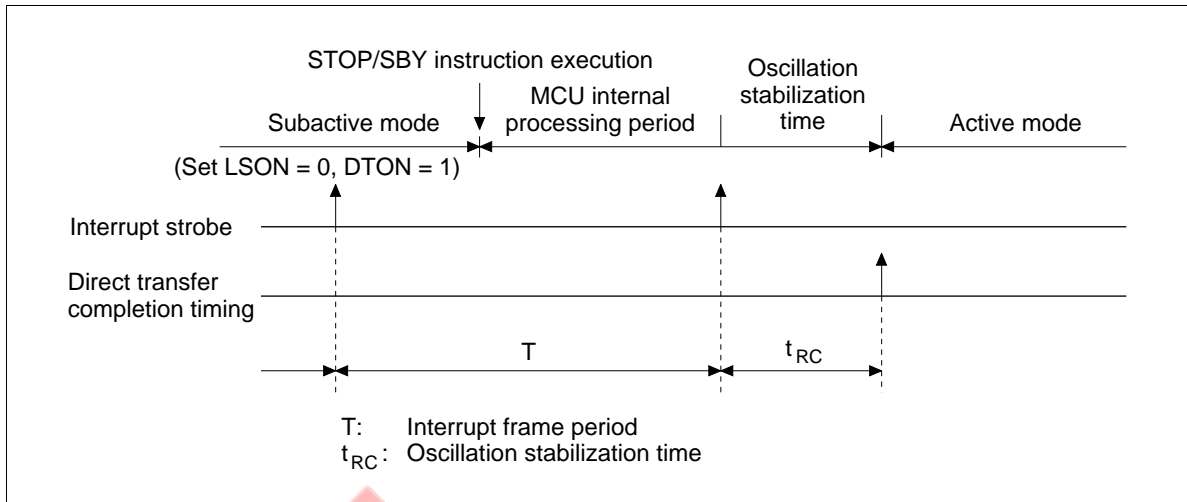 STOP/SBY instruction execution
Oscillation
stabilization
time
MCU internal
processing period
Subactive mode
Active mode
(Set LSON = 0, DTON = 1)
Interrupt strobe
Direct transfer
completion timing
T
tRC
T: Interrupt frame period
tRC: Oscillation stabilization time